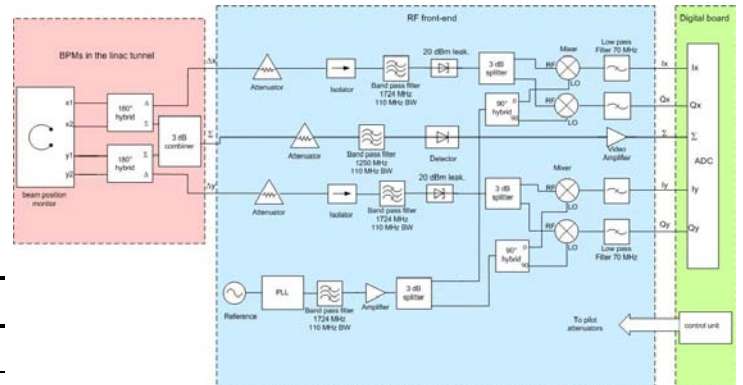 BPMs in the linac tunnel
RF front-end
Digital board
x1
x2
y1
y2
beam position
monitor
180°
hybrid
Δ
Σ
180°
hybrid
Σ
Δ
3 dB
combiner
Δx
Σ
Δy
Attenuator
Isolator
Band pass filter
1724 MHz
110 MHz BW
20 dBm leak.
3 dB
splitter
RF
Mixer
LO
Low pass
Filter 70 MHz
Ix
Ix
90°
hybrid
0
90
RF
LO
Qx
Qx
Attenuator
Band pass filter
1250 MHz
110 MHz BW
Detector
Video
Amplifier
Σ
Σ
ADC
Attenuator
Isolator
Band pass filter
1724 MHz
110 MHz BW
20 dBm leak.
3 dB
splitter
RF
Mixer
LO
Iy
Iy
90°
hybrid
0
90
RF
LO
Low pass
Filter 70 MHz
Qy
Qy
Reference
PLL
Band pass filter
1724 MHz
110 MHz BW
Amplifier
3 dB
splitter
To pilot
attenuators
control unit